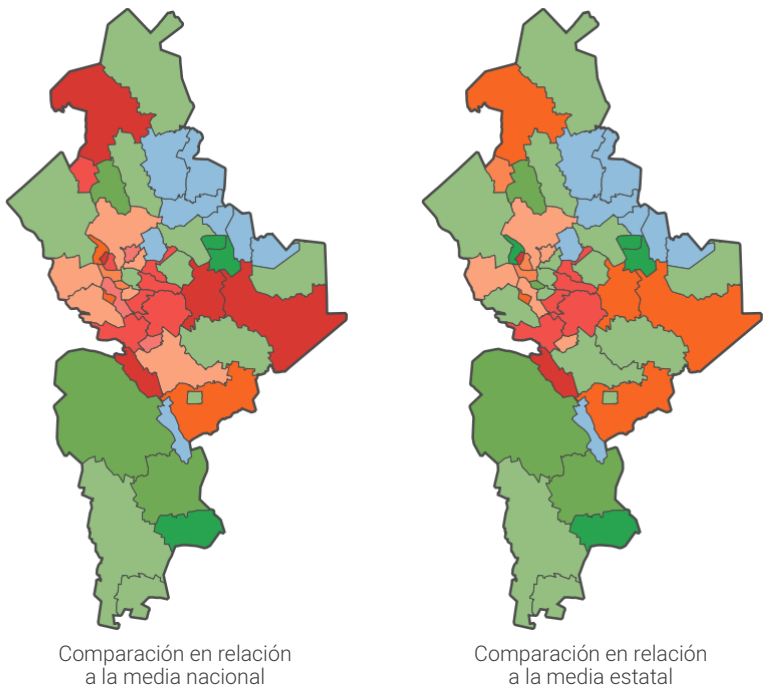 Comparación en relación
a la media nacional
Comparación en relación
a la media estatal